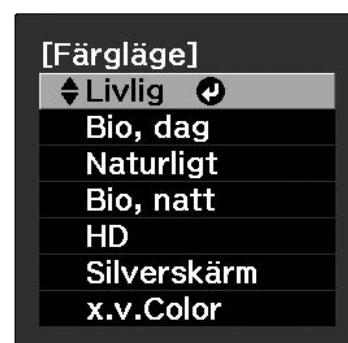 [Färgläge]
Livlig
Bio, dag
Naturligt
Bio, natt
HD
Silverskärm
x.v.Color